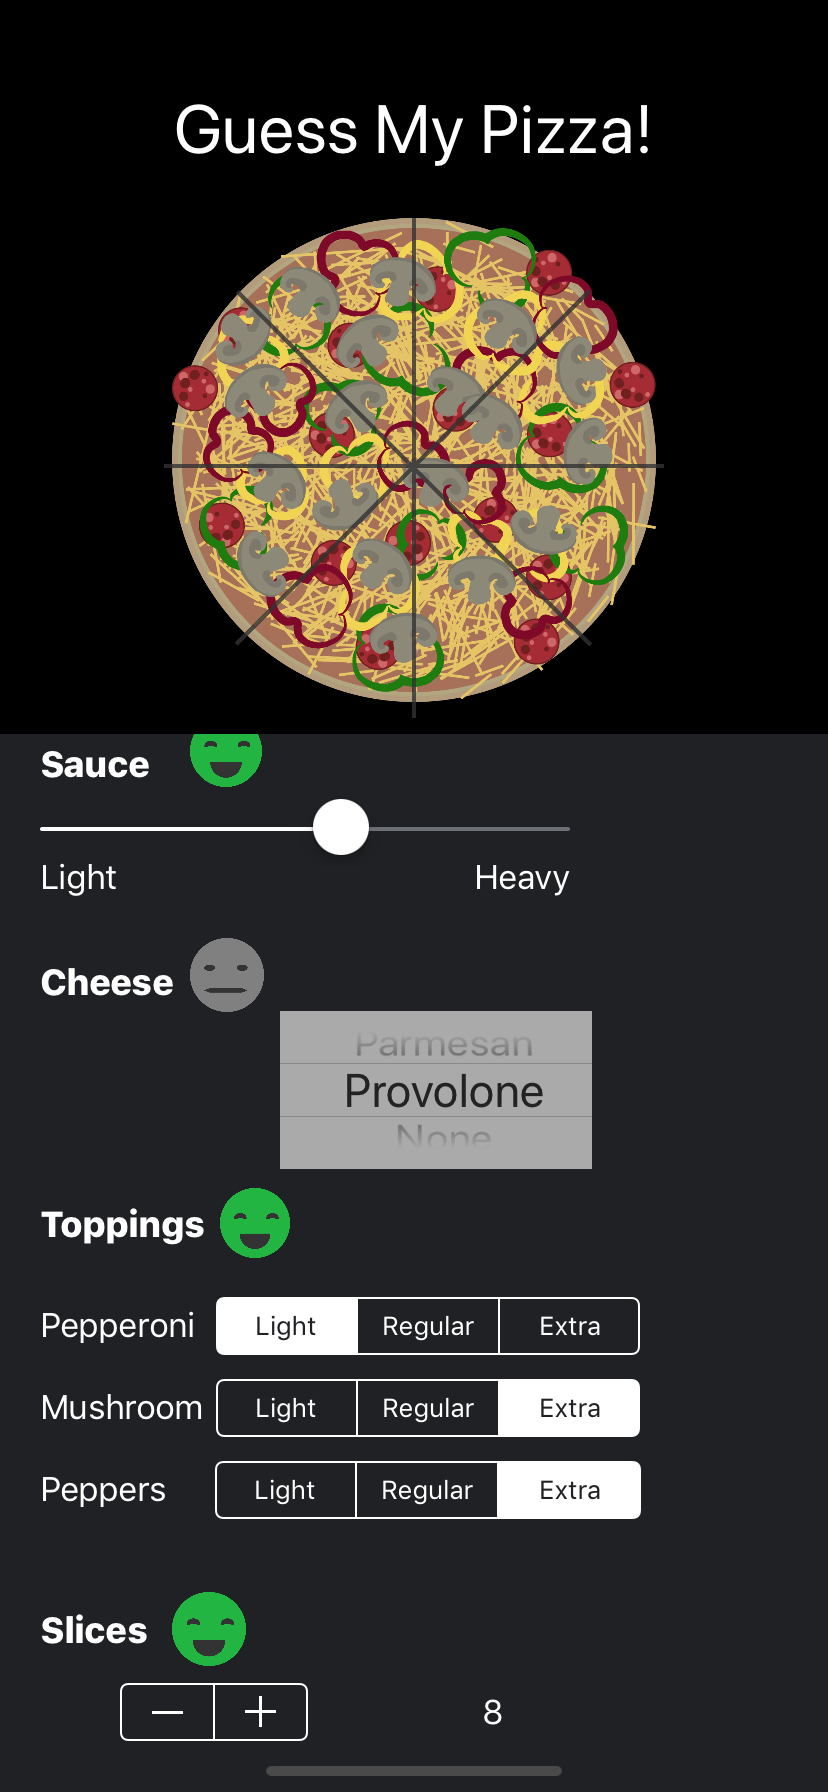 Guess My Pizza!
Sauce
Light Heavy
Cheese
Parmesan
Provolone
None
Toppings
Pepperoni Light Regular Extra
Mushroom Light Regular Extra
Peppers Light Regular Extra
Slices
8